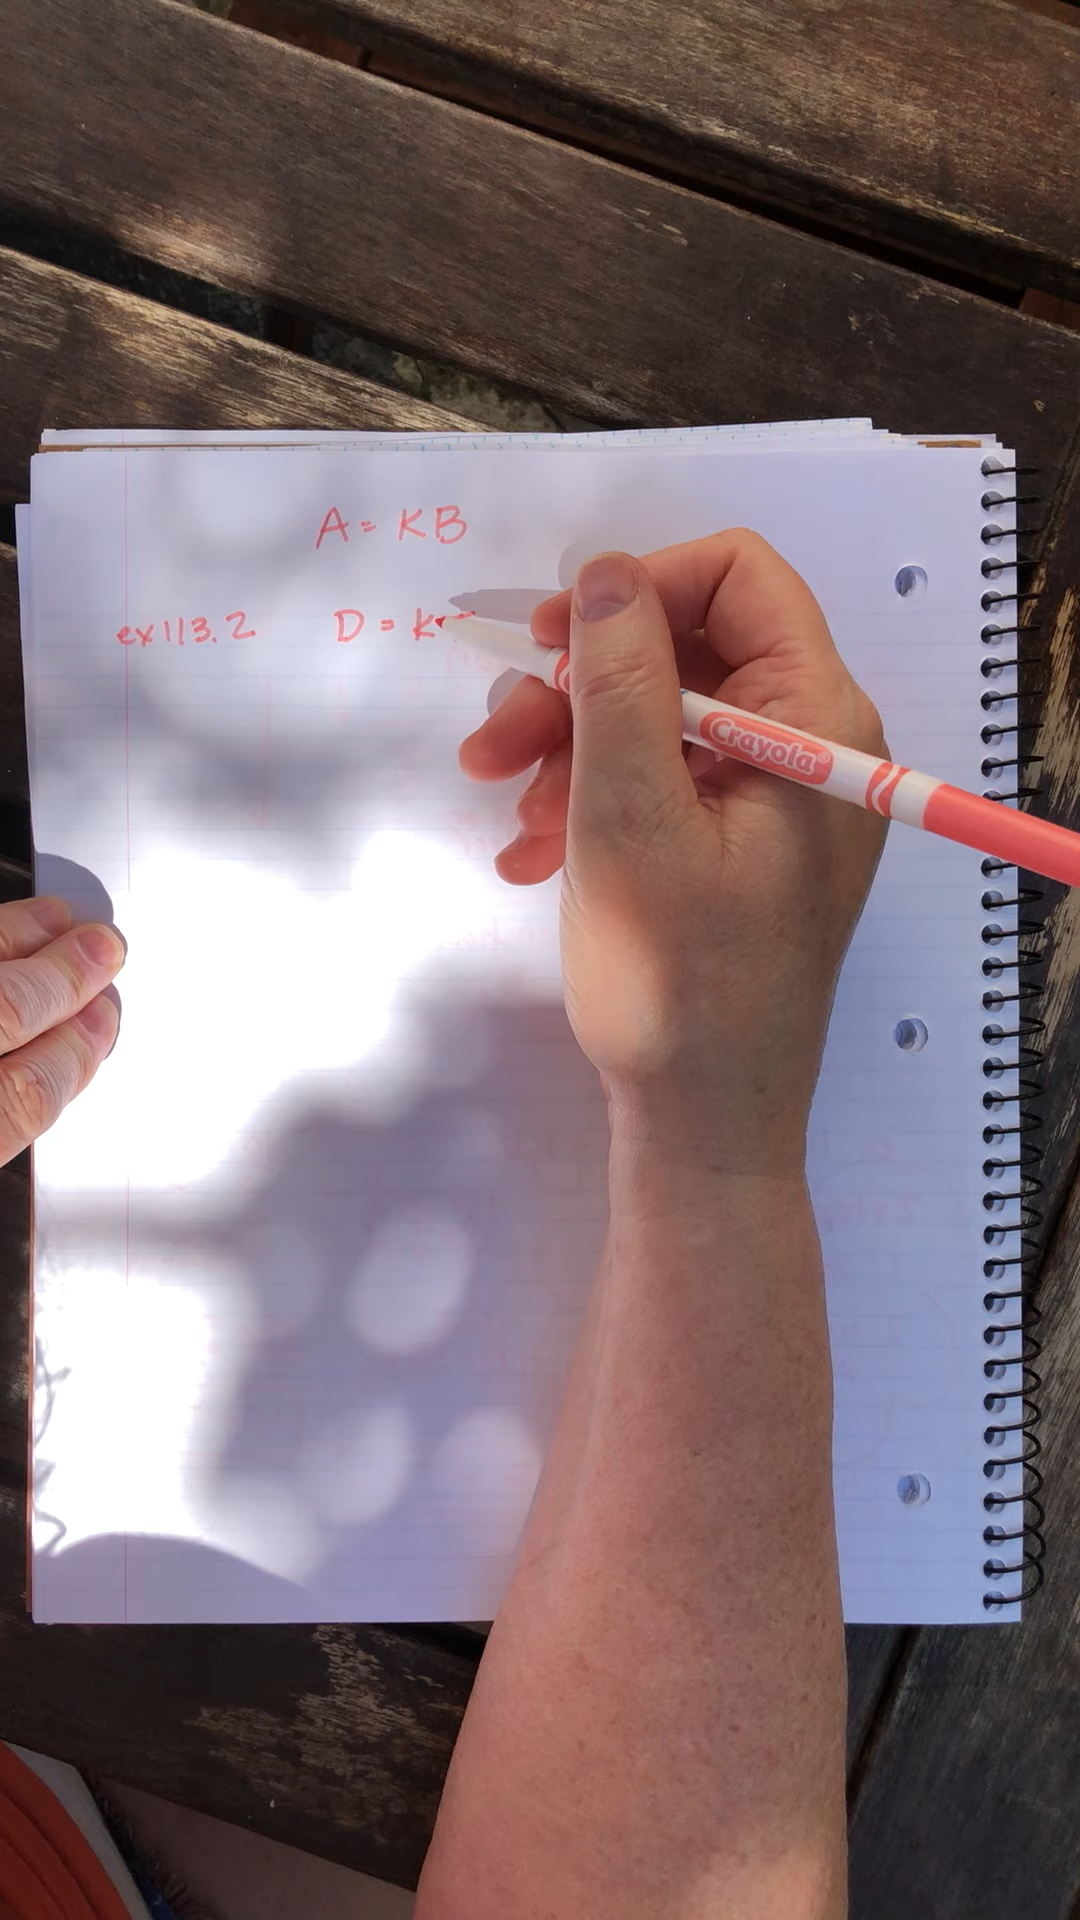 A = KB
ex 113.2 D = K
Crayola®